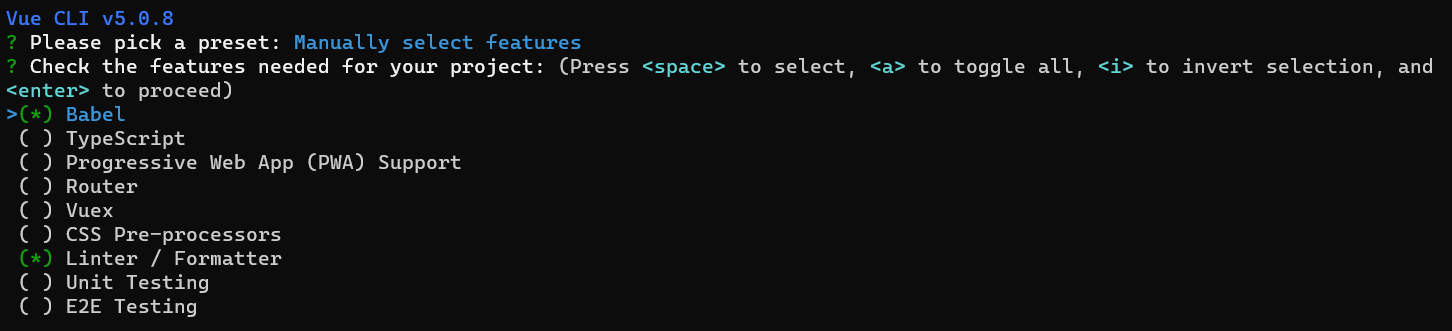 Vue CLI v5.0.8
? Please pick a preset: Manually select features
? Check the features needed for your project: (Press <space> to select, <a> to toggle all, <i> to invert selection, and
<enter> to proceed)
>(*) Babel
 ( ) TypeScript
 ( ) Progressive Web App (PWA) Support
 ( ) Router
 ( ) Vuex
 ( ) CSS Pre-processors
 (*) Linter / Formatter
 ( ) Unit Testing
 ( ) E2E Testing